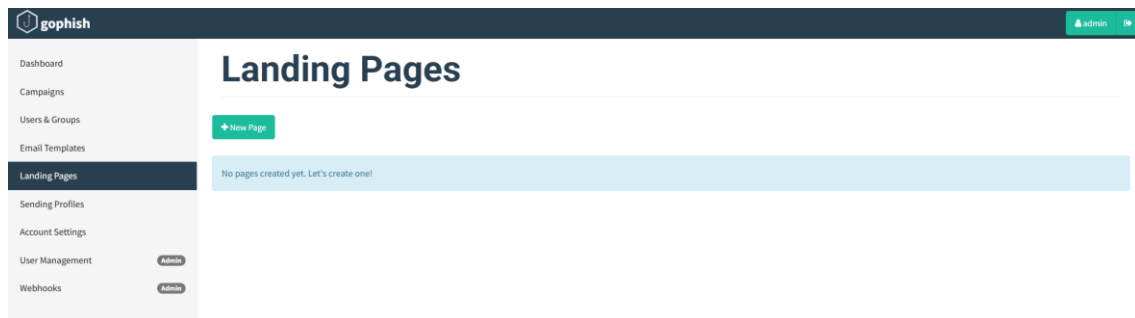 gophish
admin
Dashboard
Campaigns
Users & Groups
Email Templates
Landing Pages
Sending Profiles
Account Settings
User Management Admin
Webhooks Admin
Landing Pages
New Page
No pages created yet. Let's create one!